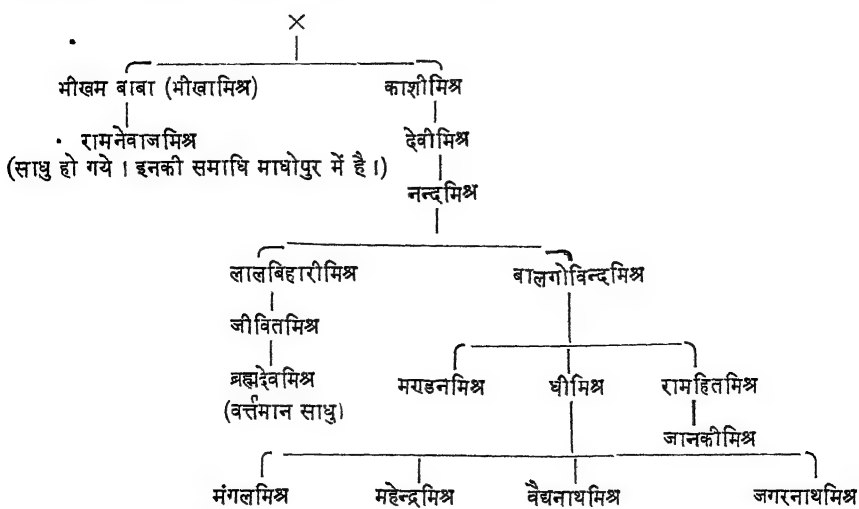 ×
भीखम बाबा (भीखामिश्र) काशीमिश्र
रामनेवाजमिश्र देवीमिश्र
(साधु हो गये । इनकी समाधि माधोपुर में है।)
नन्दमिश्र
लालबिहारीमिश्र बालगोविन्दमिश्र
जीवितमिश्र
ब्रह्मदेवमिश्र मण्डनमिश्र घीमिश्र रामहितमिश्र
(वर्त्तमान साधु)
जानकीमिश्र
मंगलमिश्र महेन्द्रमिश्र वैद्यनाथमिश्र जगरनाथमिश्र